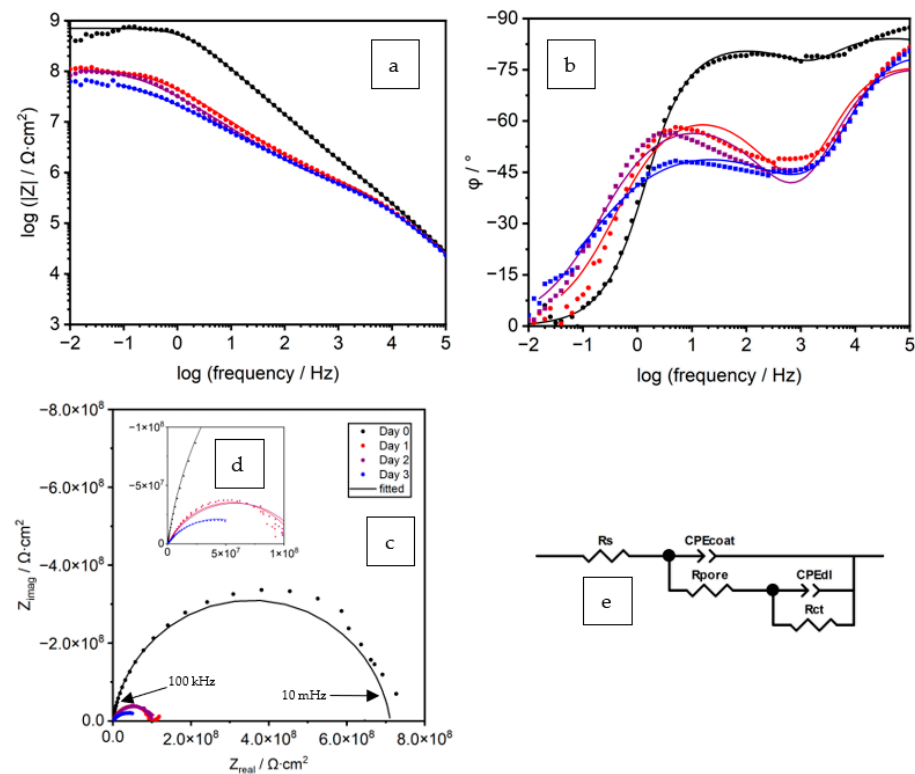 9
8
7
6
5
4
3
log (|Z| / Ω·cm²)
−2 −1 0 1 2 3 4 5
log (frequency / Hz)
a
−90
−75
−60
−45
−30
−15
0
φ / °
−2 −1 0 1 2 3 4 5
log (frequency / Hz)
b
−8.0×10⁸
−6.0×10⁸
−4.0×10⁸
−2.0×10⁸
0.0
Z_imag / Ω·cm²
0.0 2.0×10⁸ 4.0×10⁸ 6.0×10⁸ 8.0×10⁸
Z_real / Ω·cm²
−1×10⁸
−5×10⁷
0
0 5×10⁷ 1×10⁸
d
Day 0
Day 1
Day 2
Day 3
fitted
c
100 kHz
10 mHz
Rs CPEcoat
Rpore CPEdl
Rct
e